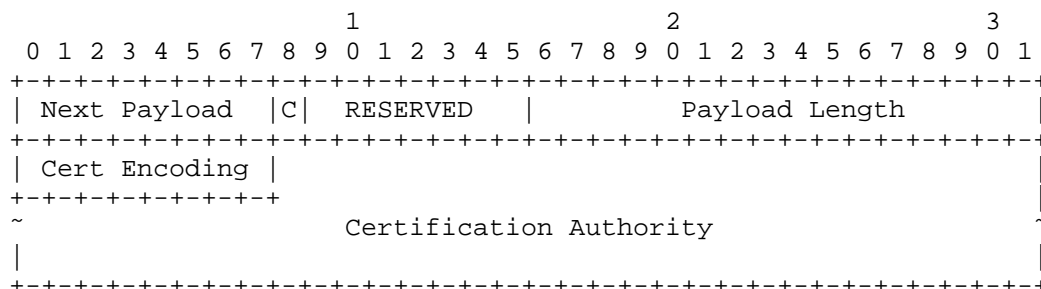 1                   2                   3
 0 1 2 3 4 5 6 7 8 9 0 1 2 3 4 5 6 7 8 9 0 1 2 3 4 5 6 7 8 9 0 1
+-+-+-+-+-+-+-+-+-+-+-+-+-+-+-+-+-+-+-+-+-+-+-+-+-+-+-+-+-+-+-+-+
| Next Payload  |C|  RESERVED   |         Payload Length        |
+-+-+-+-+-+-+-+-+-+-+-+-+-+-+-+-+-+-+-+-+-+-+-+-+-+-+-+-+-+-+-+-+
| Cert Encoding |                                               |
+-+-+-+-+-+-+-+-+                                               |
~                    Certification Authority                    ~
|                                                               |
+-+-+-+-+-+-+-+-+-+-+-+-+-+-+-+-+-+-+-+-+-+-+-+-+-+-+-+-+-+-+-+-+